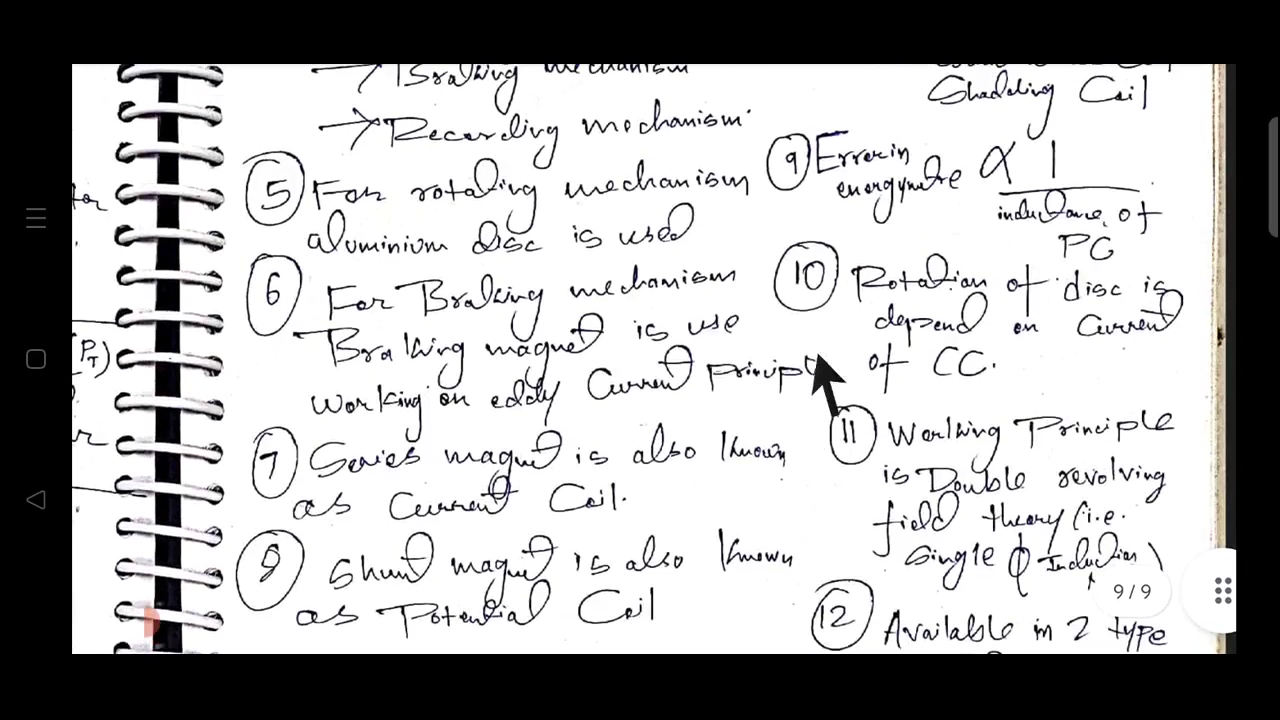 → Braking mechanism
→ Recording mechanism
⑤ For rotating mechanism
aluminium disc is used
⑥ For Braking mechanism
Braking magnet is use
working on eddy Current principle
⑦ Series magnet is also known
as Current Coil.
⑧ Shunt magnet is also known
as Potential Coil
Shadding Coil
⑨ Error in
energymetre ∝ 1
inductance of
PC
⑩ Rotation of disc is
depend on Current
of CC.
⑪ Working Principle
is Double revolving
field theory (i.e.
Single ϕ Induction
⑫ Available in 2 type
(PT)
9/9